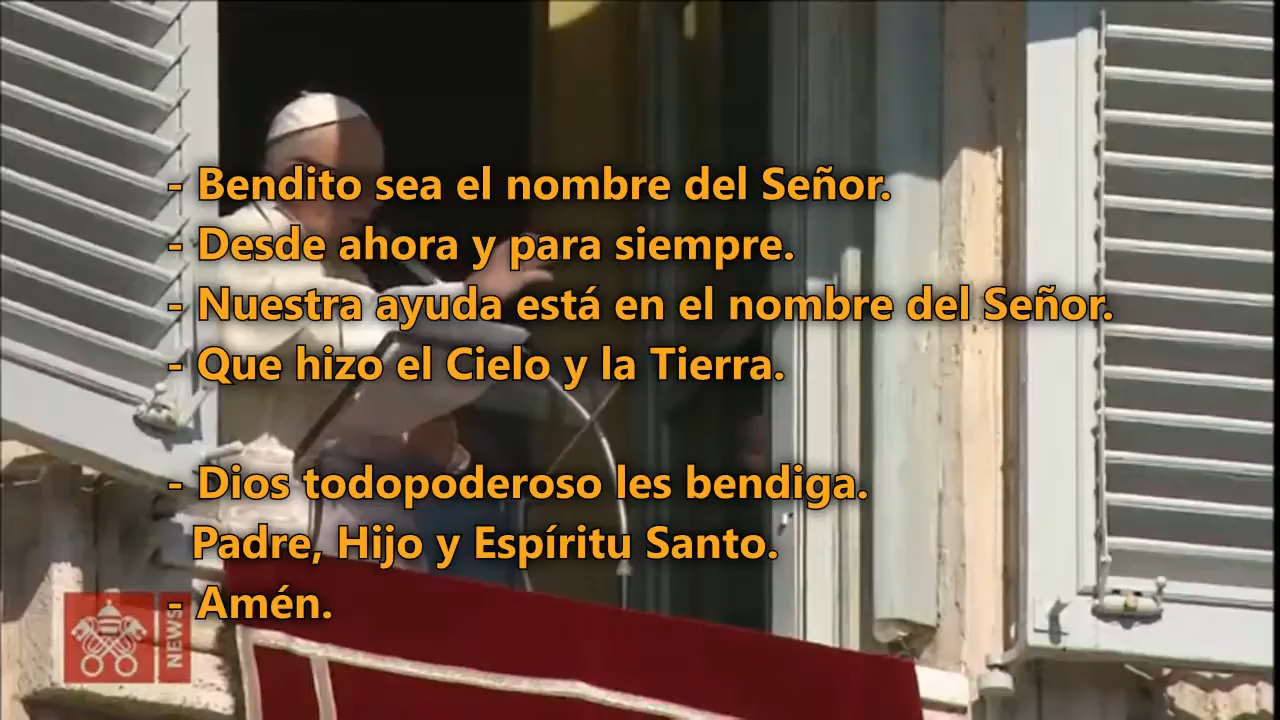 - Bendito sea el nombre del Señor.
- Desde ahora y para siempre.
- Nuestra ayuda está en el nombre del Señor.
- Que hizo el Cielo y la Tierra.
- Dios todopoderoso les bendiga.
Padre, Hijo y Espíritu Santo.
- Amén.
NEWS